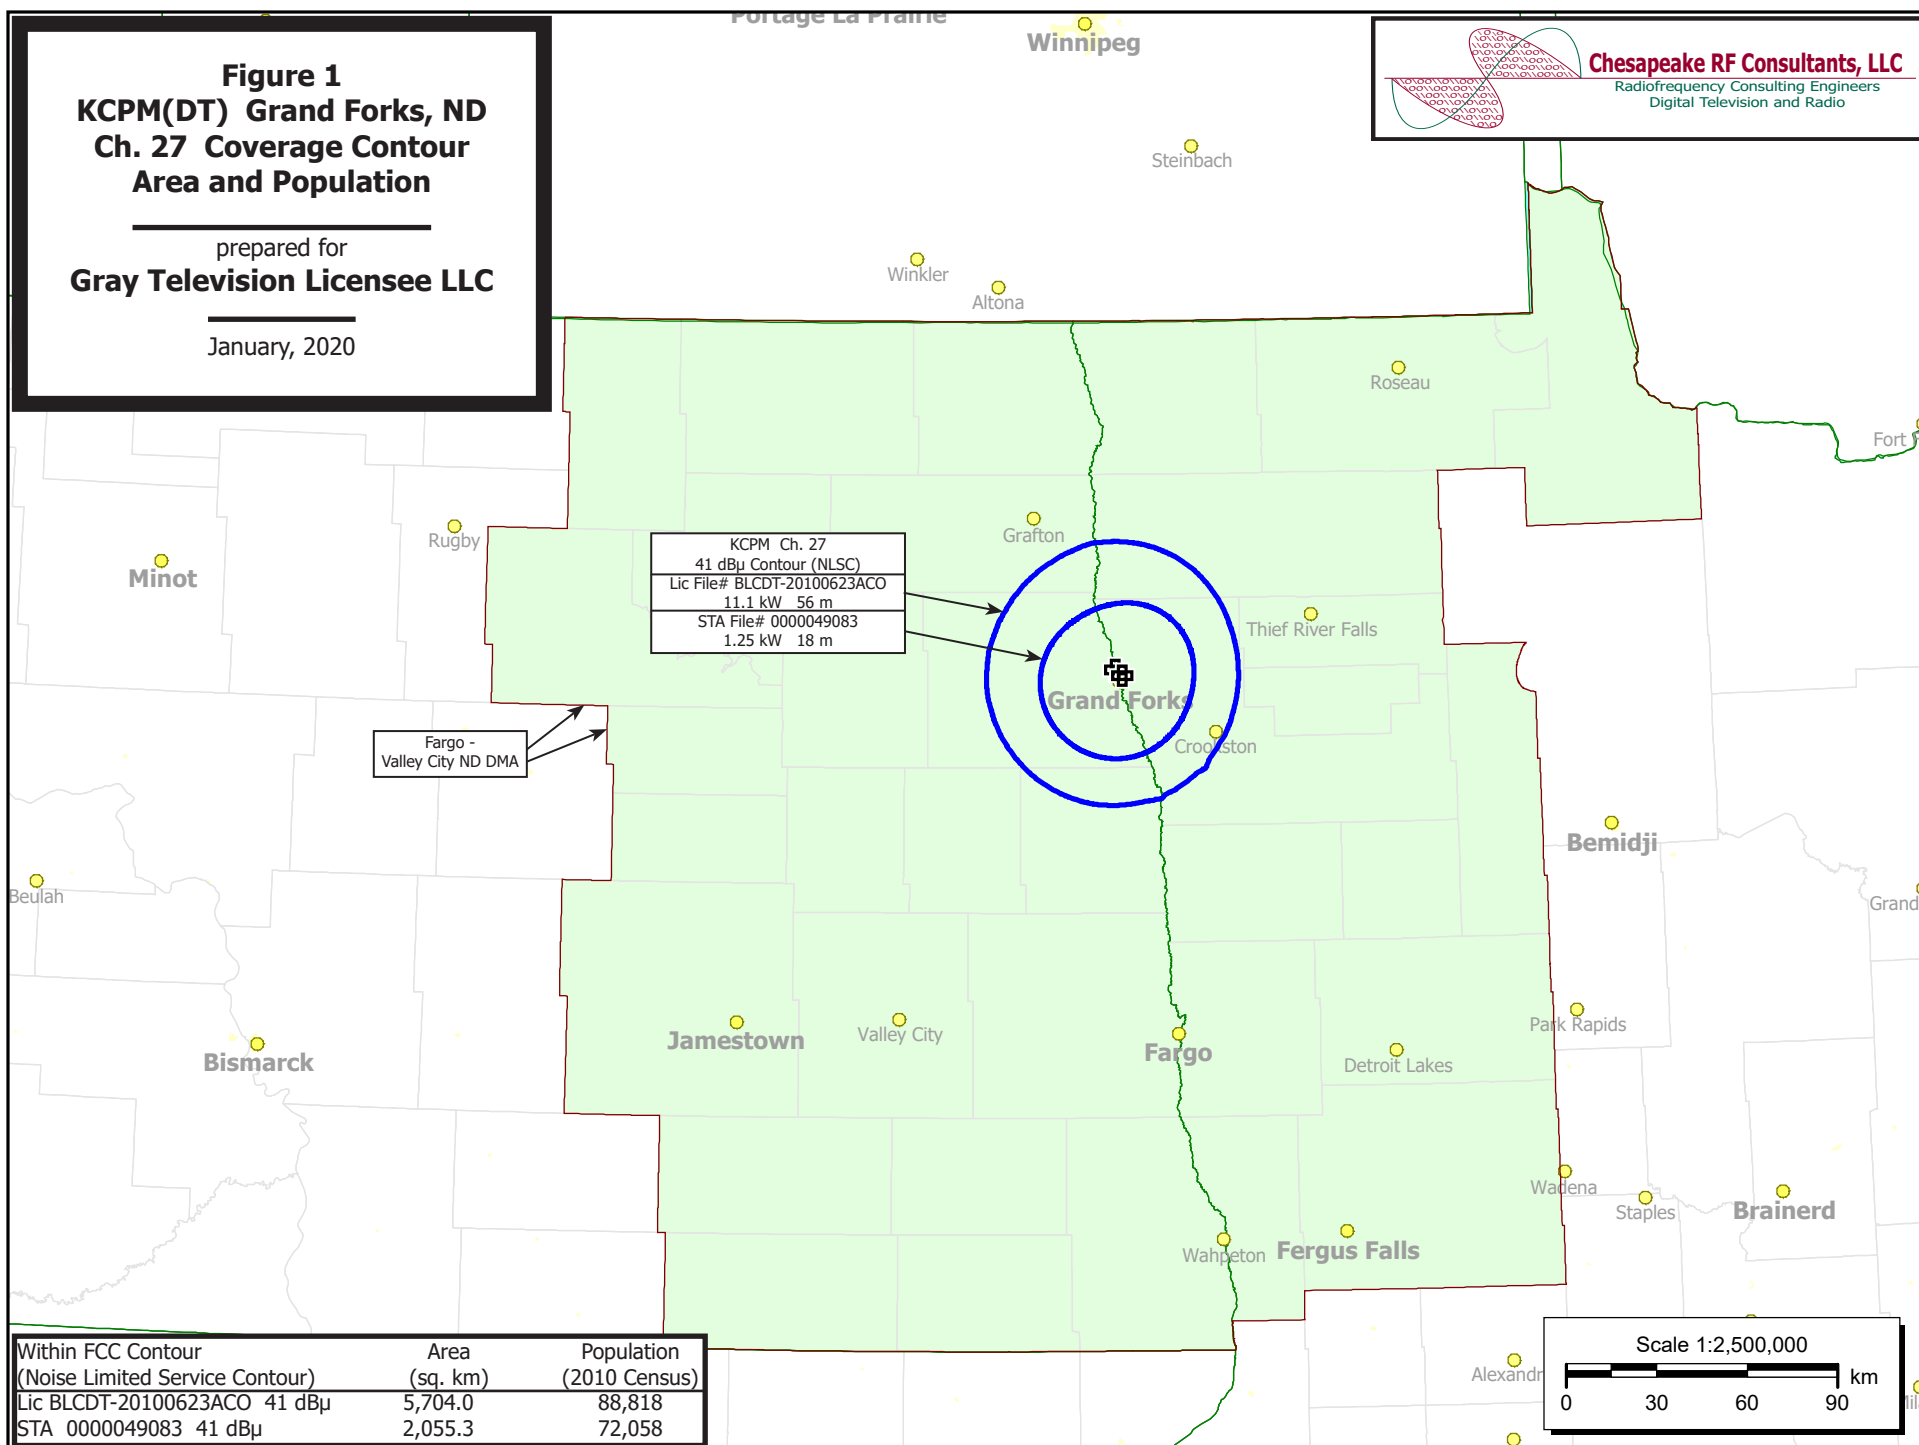 Figure 1
KCPM(DT) Grand Forks, ND
Ch. 27 Coverage Contour
Area and Population
prepared for
Gray Television Licensee LLC
January, 2020
Portage La Prairie
Winnipeg
Chesapeake RF Consultants, LLC
Radiofrequency Consulting Engineers
Digital Television and Radio
Steinbach
Winkler
Altona
Roseau
Fort
Rugby
Grafton
Minot
KCPM Ch. 27
41 dBµ Contour (NLSC)
Lic File# BLCDT-20100623ACO
11.1 kW 56 m
STA File# 0000049083
1.25 kW 18 m
Thief River Falls
Grand Forks
Crookston
Fargo -
Valley City ND DMA
Bemidji
Beulah
Grand
Jamestown
Valley City
Fargo
Park Rapids
Detroit Lakes
Bismarck
Wadena
Staples
Brainerd
Wahpeton
Fergus Falls
Within FCC Contour Area Population
(Noise Limited Service Contour) (sq. km) (2010 Census)
Lic BLCDT-20100623ACO 41 dBµ 5,704.0 88,818
STA 0000049083 41 dBµ 2,055.3 72,058
Alexandr
Scale 1:2,500,000
km
0 30 60 90